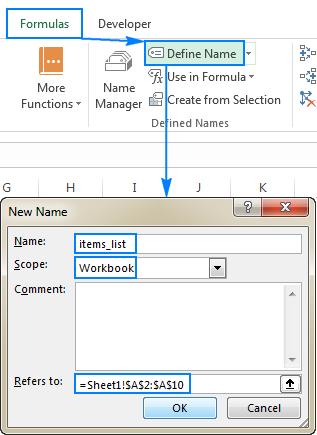 Formulas Developer
Define Name
More Functions
Name Manager
Use in Formula
Create from Selection
Defined Names
G H I J K
New Name
? X
Name: items_list
Scope: Workbook
Comment:
Refers to: =Sheet1!$A$2:$A$10
OK Cancel